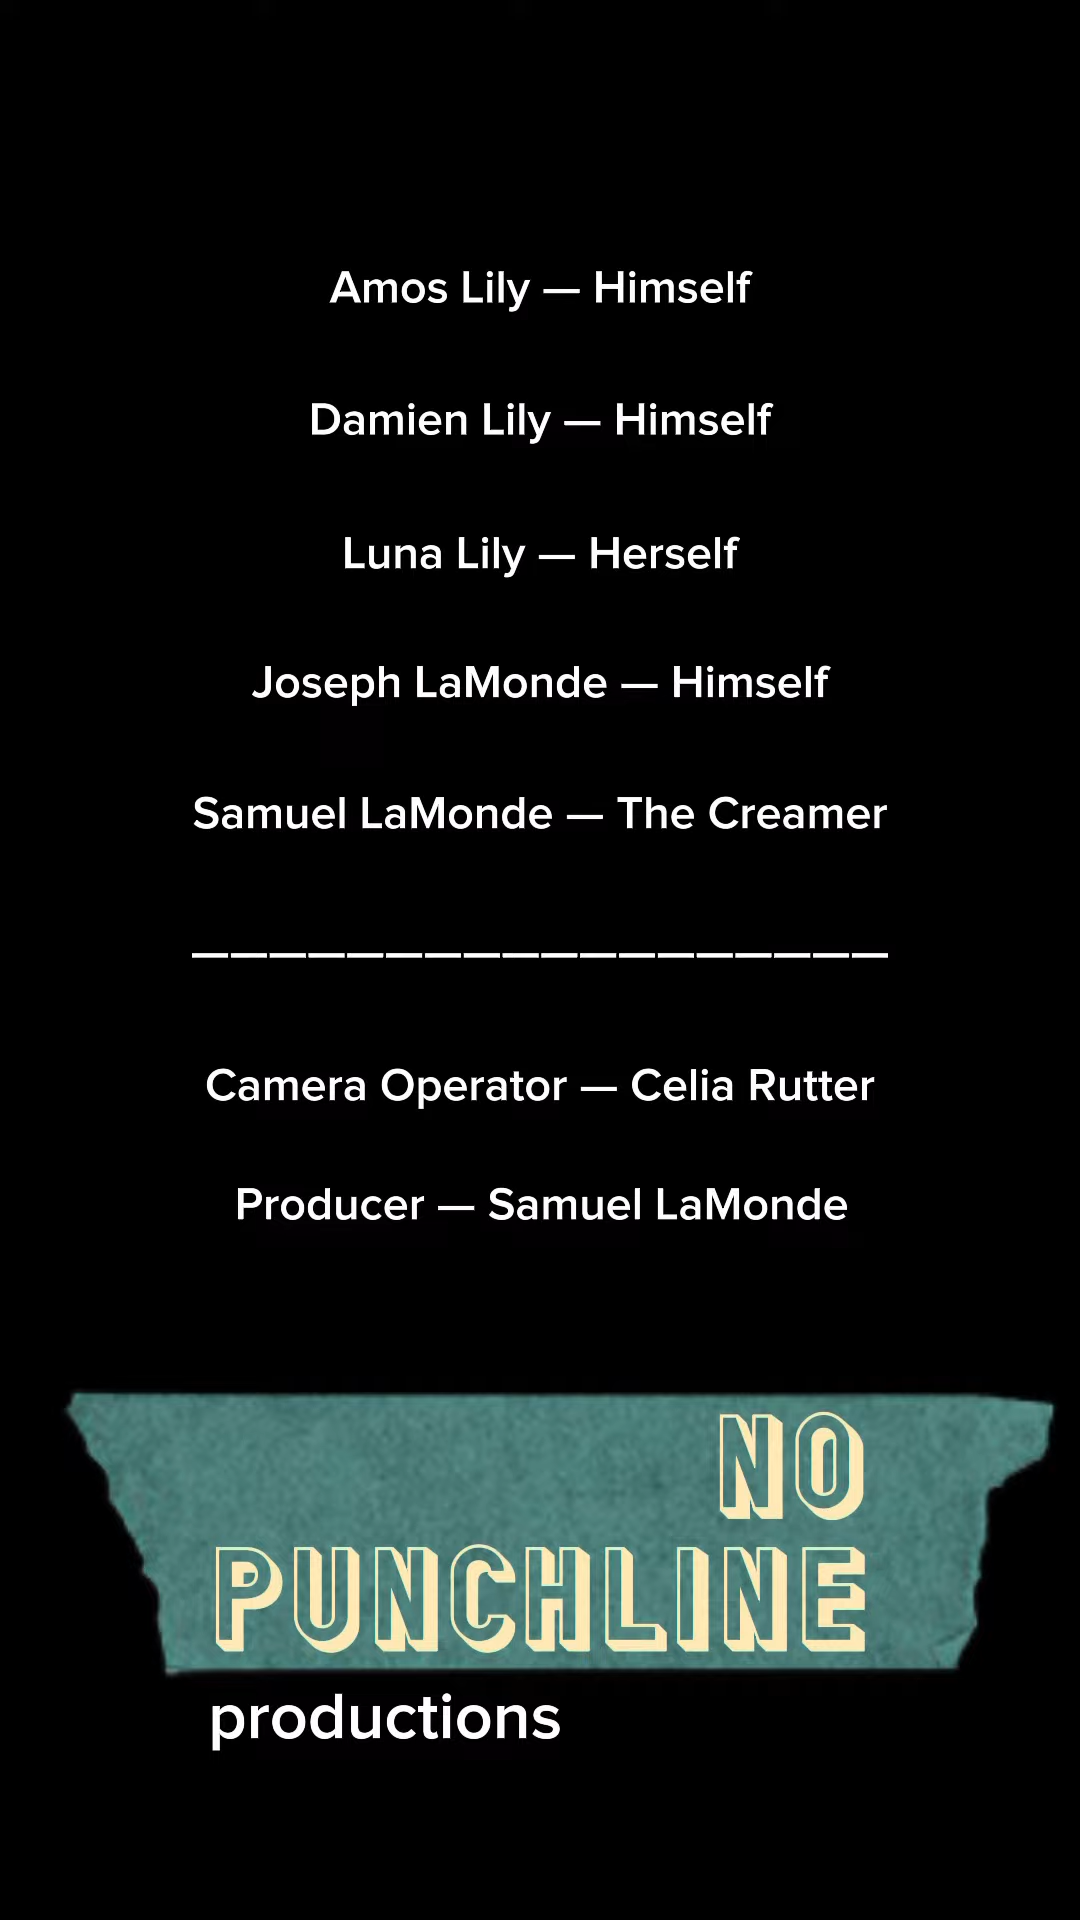 Amos Lily — Himself
Damien Lily — Himself
Luna Lily — Herself
Joseph LaMonde — Himself
Samuel LaMonde — The Creamer
——————————————————
Camera Operator — Celia Rutter
Producer — Samuel LaMonde
NO
PUNCHLINE
productions